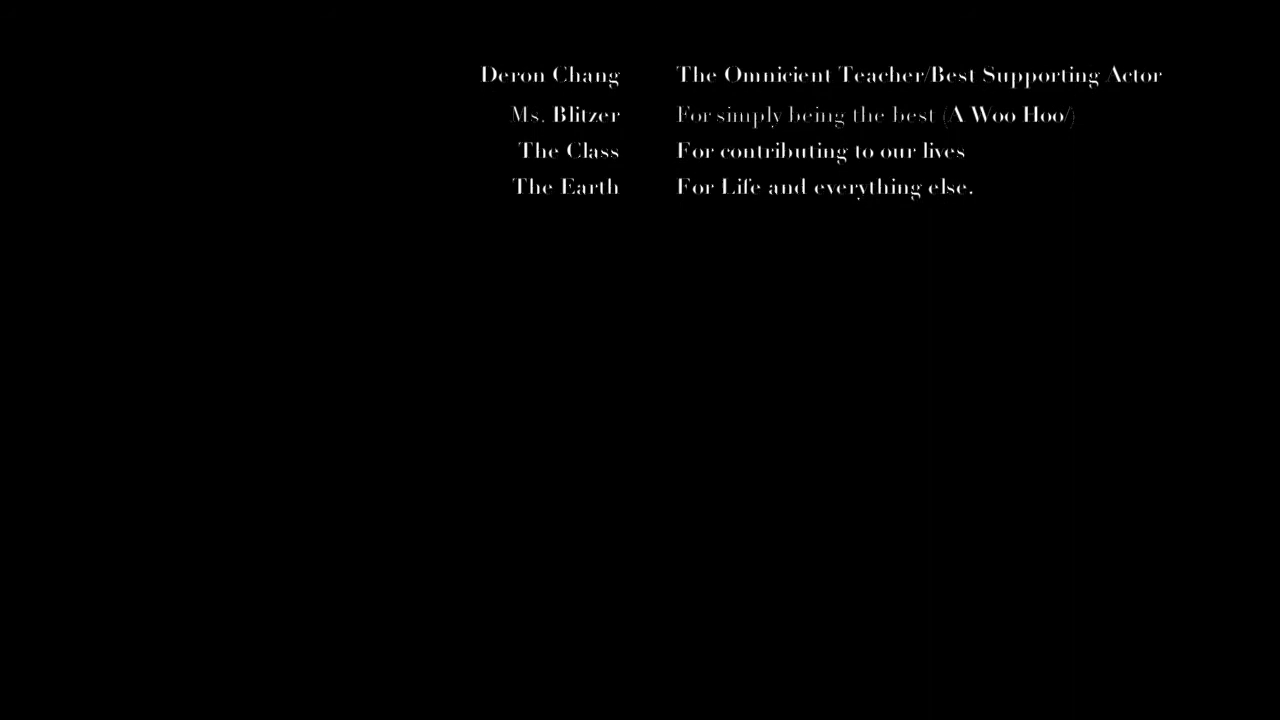 Deron Chang The Omnicient Teacher/Best Supporting Actor
Ms. Blitzer For simply being the best (A Woo Hoo/)
The Class For contributing to our lives
The Earth For Life and everything else.